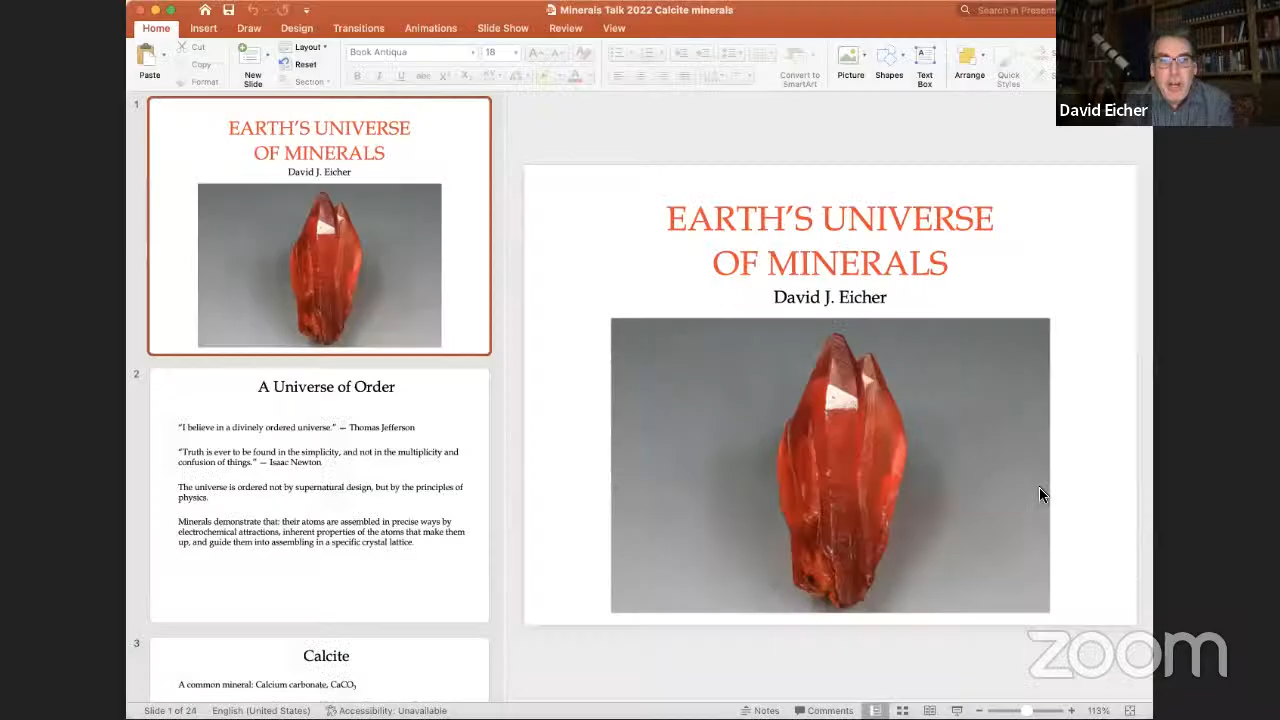 Minerals Talk 2022 Calcite minerals
Search in Present
Home Insert Draw Design Transitions Animations Slide Show Review View
Paste
Cut
Copy
Format
New
Slide
Layout
Reset
Section
Book Antiqua
18
Convert to
SmartArt
Picture
Shapes
Text
Box
Arrange
Quick
Styles
David Eicher
1
EARTH'S UNIVERSE
OF MINERALS
David J. Eicher
2
A Universe of Order
“I believe in a divinely ordered universe.” — Thomas Jefferson
“Truth is ever to be found in the simplicity, and not in the multiplicity and
confusion of things.” — Isaac Newton
The universe is ordered not by supernatural design, but by the principles of
physics.
Minerals demonstrate that: their atoms are assembled in precise ways by
electrochemical attractions, inherent properties of the atoms that make them
up, and guide them into assembling in a specific crystal lattice.
3
Calcite
A common mineral: Calcium carbonate, CaCO₃
EARTH'S UNIVERSE
OF MINERALS
David J. Eicher
zoom
Slide 1 of 24 English (United States) Accessibility: Unavailable
Notes Comments 113%